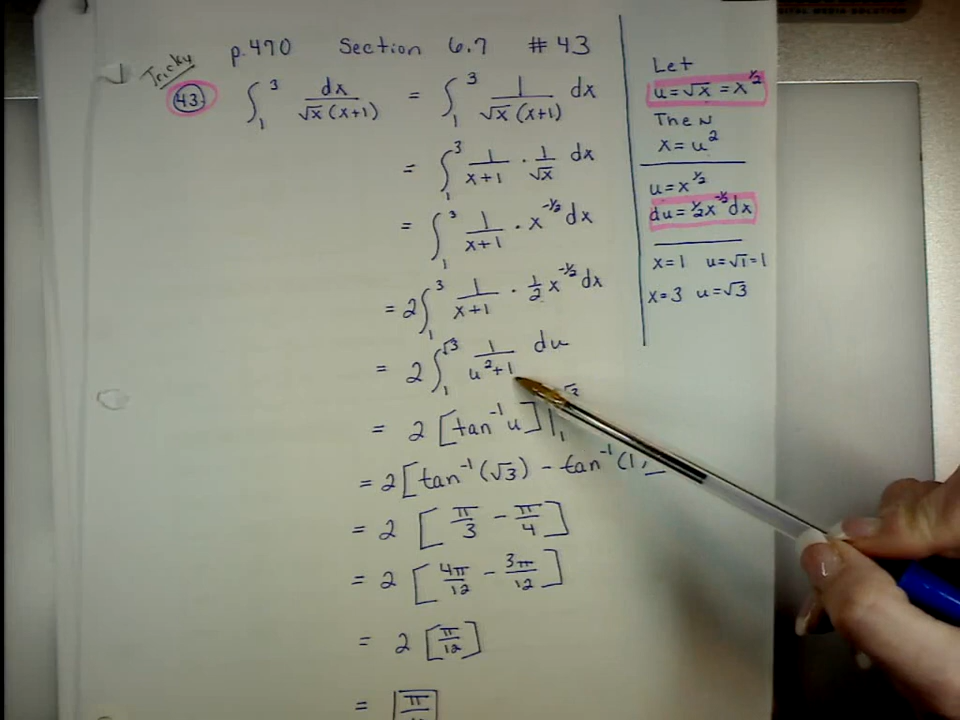 DIGITAL MEDIA SOLUTION
p.470 Section 6.7 #43
Tricky
43. ∫₁³ dx / √x (x+1) = ∫₁³ 1 / √x (x+1) dx
= ∫₁³ 1/(x+1) · 1/√x dx
= ∫₁³ 1/(x+1) · x^(-1/2) dx
= 2∫₁³ 1/(x+1) · 1/2 x^(-1/2) dx
= 2 ∫₁^√3 1/(u²+1) du
= 2 [tan⁻¹u] |₁^√3
= 2[tan⁻¹(√3) - tan⁻¹(1)
= 2 [π/3 - π/4]
= 2 [4π/12 - 3π/12]
= 2 [π/12]
= π
Let
u = √x = x^(1/2)
Then
x = u²
u = x^(1/2)
du = 1/2 x^(-1/2) dx
x=1 u=√1=1
x=3 u=√3